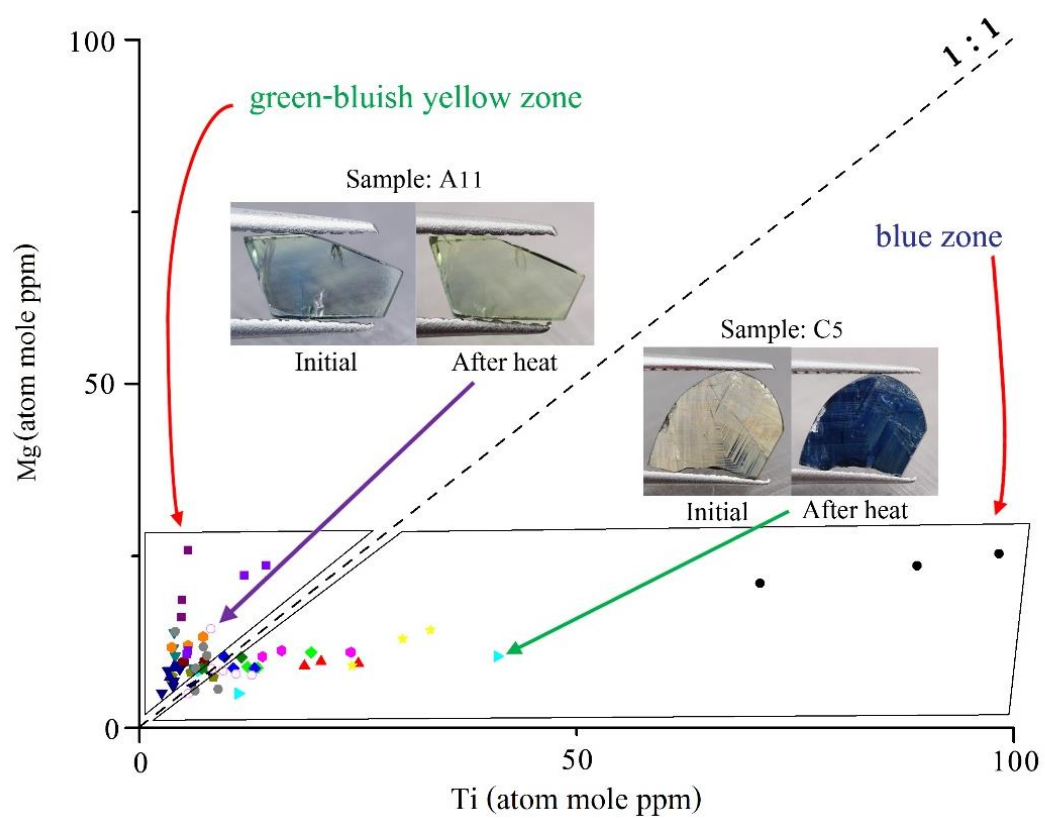 100
1 : 1
green-bluish yellow zone
Sample: A11
blue zone
Mg(atom mole ppm)
Sample: C5
Initial
After heat
50
Initial
After heat
0
0
50
100
Ti (atom mole ppm)